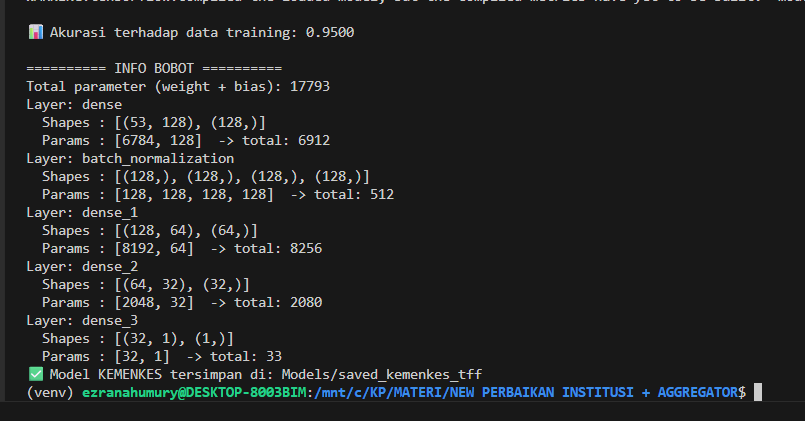 📊 Akurasi terhadap data training: 0.9500
========== INFO BOBOT ==========
Total parameter (weight + bias): 17793
Layer: dense
Shapes : [(53, 128), (128,)]
Params : [6784, 128]  -> total: 6912
Layer: batch_normalization
Shapes : [(128,), (128,), (128,), (128,)]
Params : [128, 128, 128, 128]  -> total: 512
Layer: dense_1
Shapes : [(128, 64), (64,)]
Params : [8192, 64]  -> total: 8256
Layer: dense_2
Shapes : [(64, 32), (32,)]
Params : [2048, 32]  -> total: 2080
Layer: dense_3
Shapes : [(32, 1), (1,)]
Params : [32, 1]  -> total: 33
✅ Model KEMENKES tersimpan di: Models/saved_kemenkes_tff
(venv) ezranahumury@DESKTOP-8003BIM:/mnt/c/KP/MATERI/NEW PERBAIKAN INSTITUSI + AGGREGATOR$